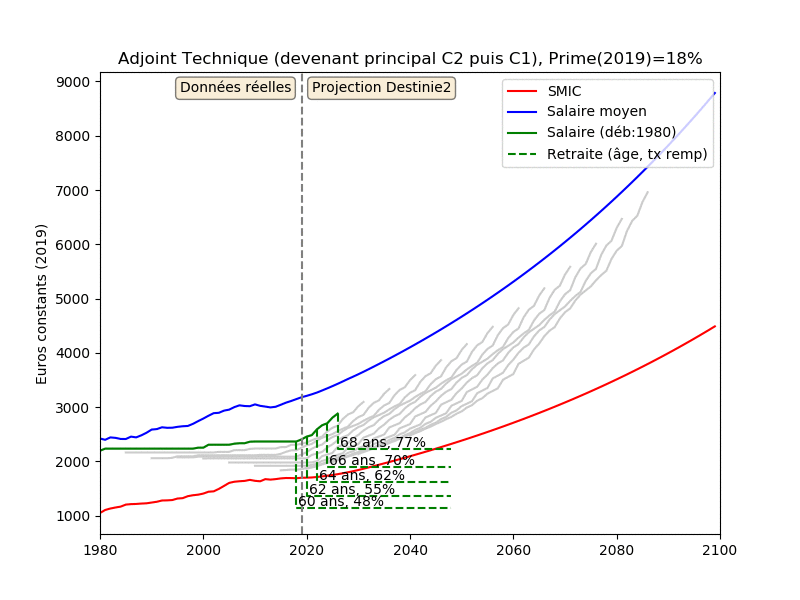 Adjoint Technique (devenant principal C2 puis C1), Prime(2019)=18%
Données réelles
Projection Destinie2
SMIC
Salaire moyen
Salaire (déb:1980)
Retraite (âge, tx remp)
Euros constants (2019)
9000
8000
7000
6000
5000
4000
3000
2000
1000
68 ans, 77%
66 ans, 70%
64 ans, 62%
62 ans, 55%
60 ans, 48%
1980
2000
2020
2040
2060
2080
2100